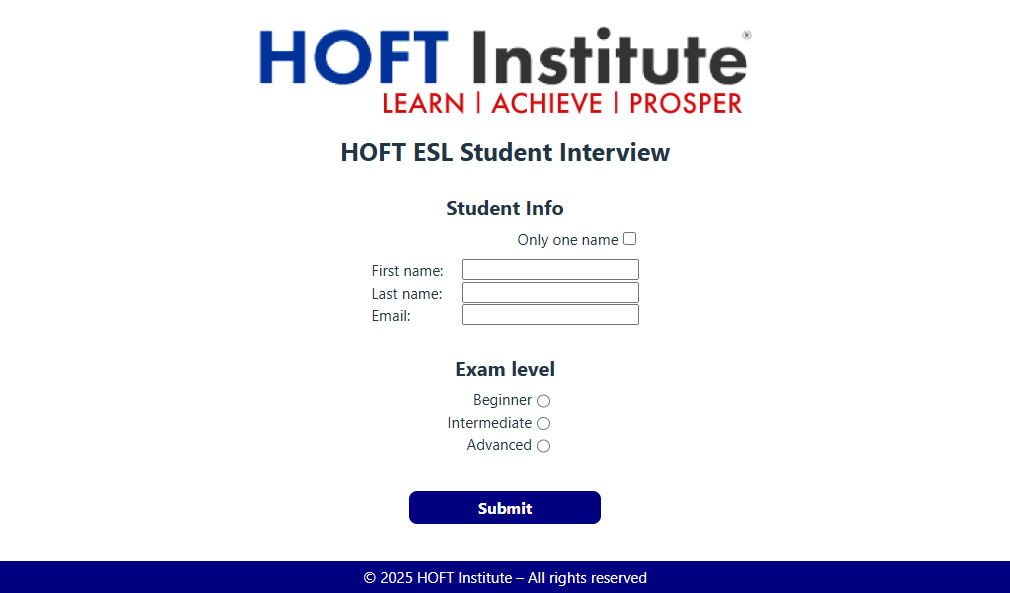 HOFT Institute®
LEARN | ACHIEVE | PROSPER
HOFT ESL Student Interview
Student Info
Only one name
First name:
Last name:
Email:
Exam level
Beginner
Intermediate
Advanced
Submit
© 2025 HOFT Institute – All rights reserved